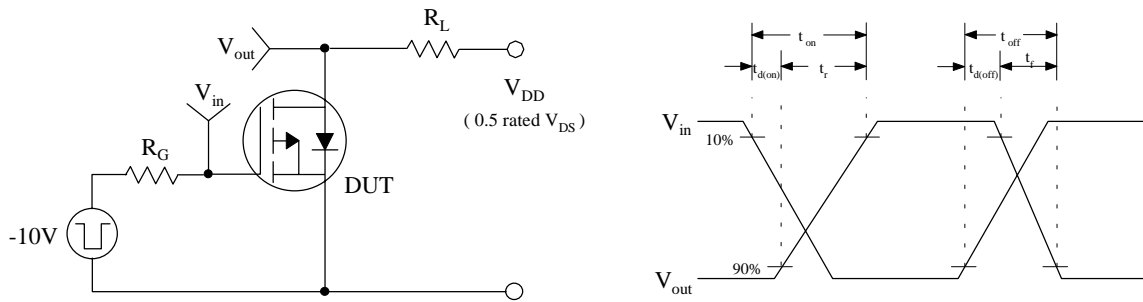 R_L
V_out
V_in
V_DD
( 0.5 rated V_DS )
R_G
DUT
-10V
t_on
t_off
t_d(on)
t_r
t_d(off)
t_f
V_in
10%
90%
V_out